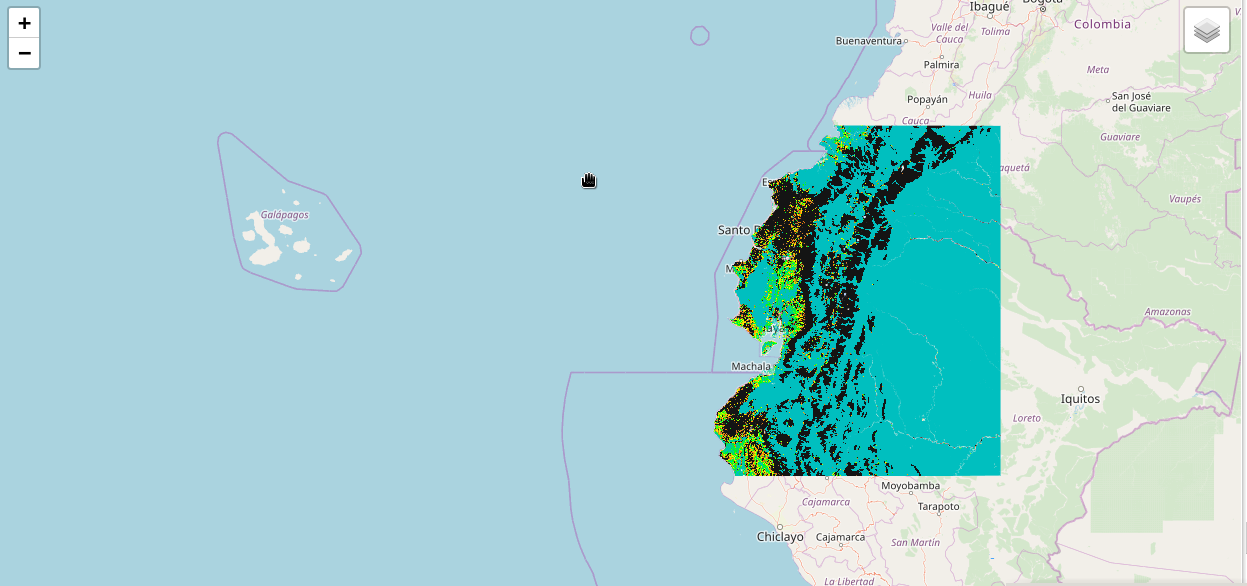 +
−
Ibagué
Colombia
Valle del
Cauca
Tolima
Buenaventura
Palmira
Meta
Popayán
Huila
San José
del Guaviare
Cauca
Guaviare
Vaupés
Galápagos
Santo
Machala
Amazonas
Iquitos
Loreto
Moyobamba
Cajamarca
Tarapoto
Chiclayo
Cajamarca
San Martín
La Libertad